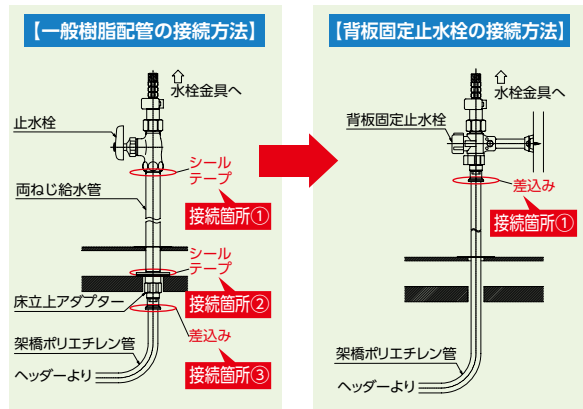 【一般樹脂配管の接続方法】
水栓金具へ
止水栓
シール
テープ
両ねじ給水管
接続箇所①
シール
テープ
床立上アダプター
接続箇所②
差込み
架橋ポリエチレン管
接続箇所③
ヘッダーより
【背板固定止水栓の接続方法】
水栓金具へ
背板固定止水栓
差込み
接続箇所①
架橋ポリエチレン管
ヘッダーより